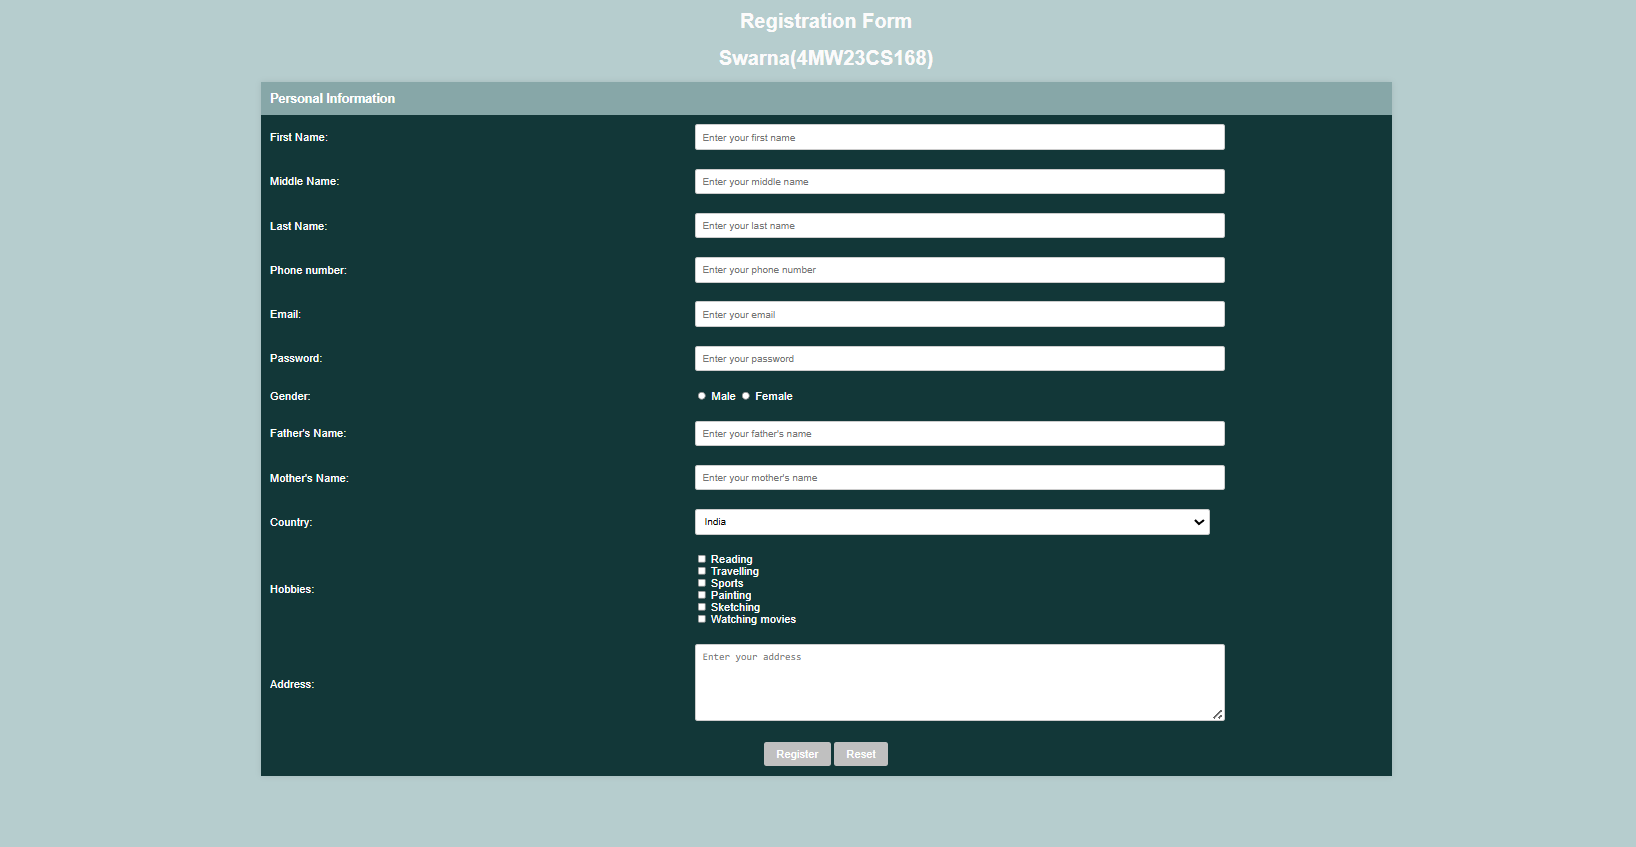 Registration Form
Swarna(4MW23CS168)
Personal Information
First Name: Enter your first name
Middle Name: Enter your middle name
Last Name: Enter your last name
Phone number: Enter your phone number
Email: Enter your email
Password: Enter your password
Gender: Male Female
Father's Name: Enter your father's name
Mother's Name: Enter your mother's name
Country: India
Hobbies:
Reading
Travelling
Sports
Painting
Sketching
Watching movies
Address: Enter your address
Register Reset